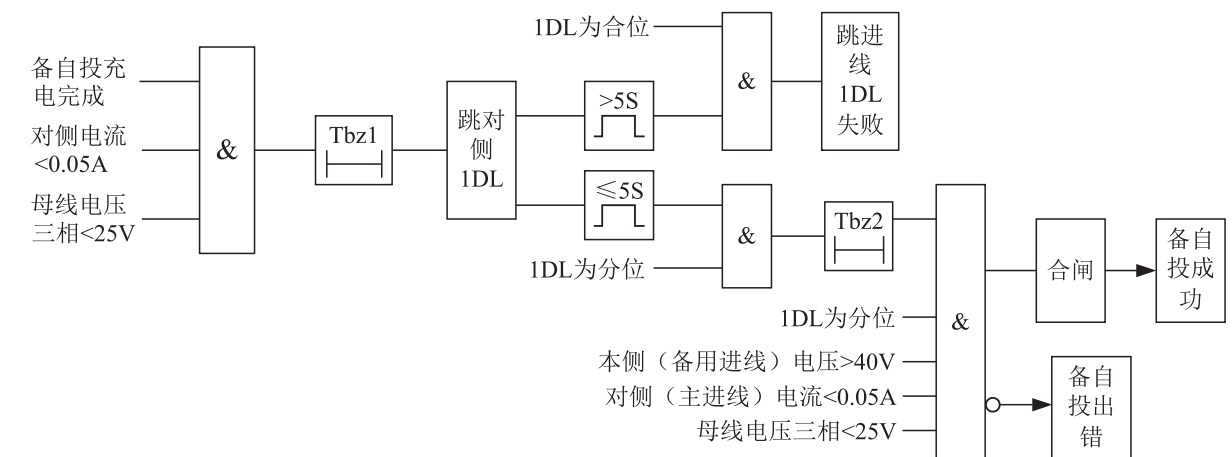 备自投充
电完成
对侧电流
<0.05A
母线电压
三相<25V
&
Tbz1
跳对
侧
1DL
>5S
≤5S
1DL为合位
&
跳进
线
1DL
失败
1DL为分位
&
Tbz2
1DL为分位
本侧（备用进线）电压>40V
对侧（主进线）电流<0.05A
母线电压三相<25V
&
合闸
备自
投成
功
备自
投出
错